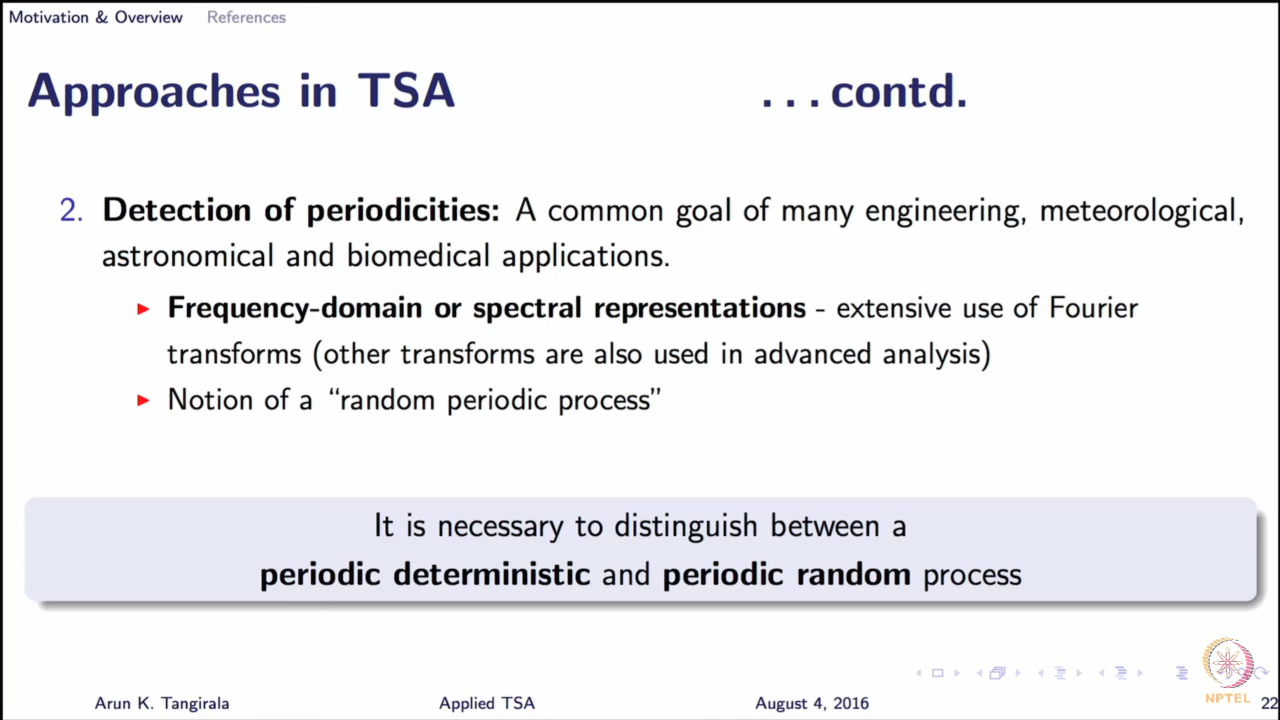 Motivation & Overview References
Approaches in TSA ...contd.
2. Detection of periodicities: A common goal of many engineering, meteorological,
astronomical and biomedical applications.
Frequency-domain or spectral representations - extensive use of Fourier
transforms (other transforms are also used in advanced analysis)
Notion of a “random periodic process”
It is necessary to distinguish between a
periodic deterministic and periodic random process
NPTEL
Arun K. Tangirala Applied TSA August 4, 2016 22